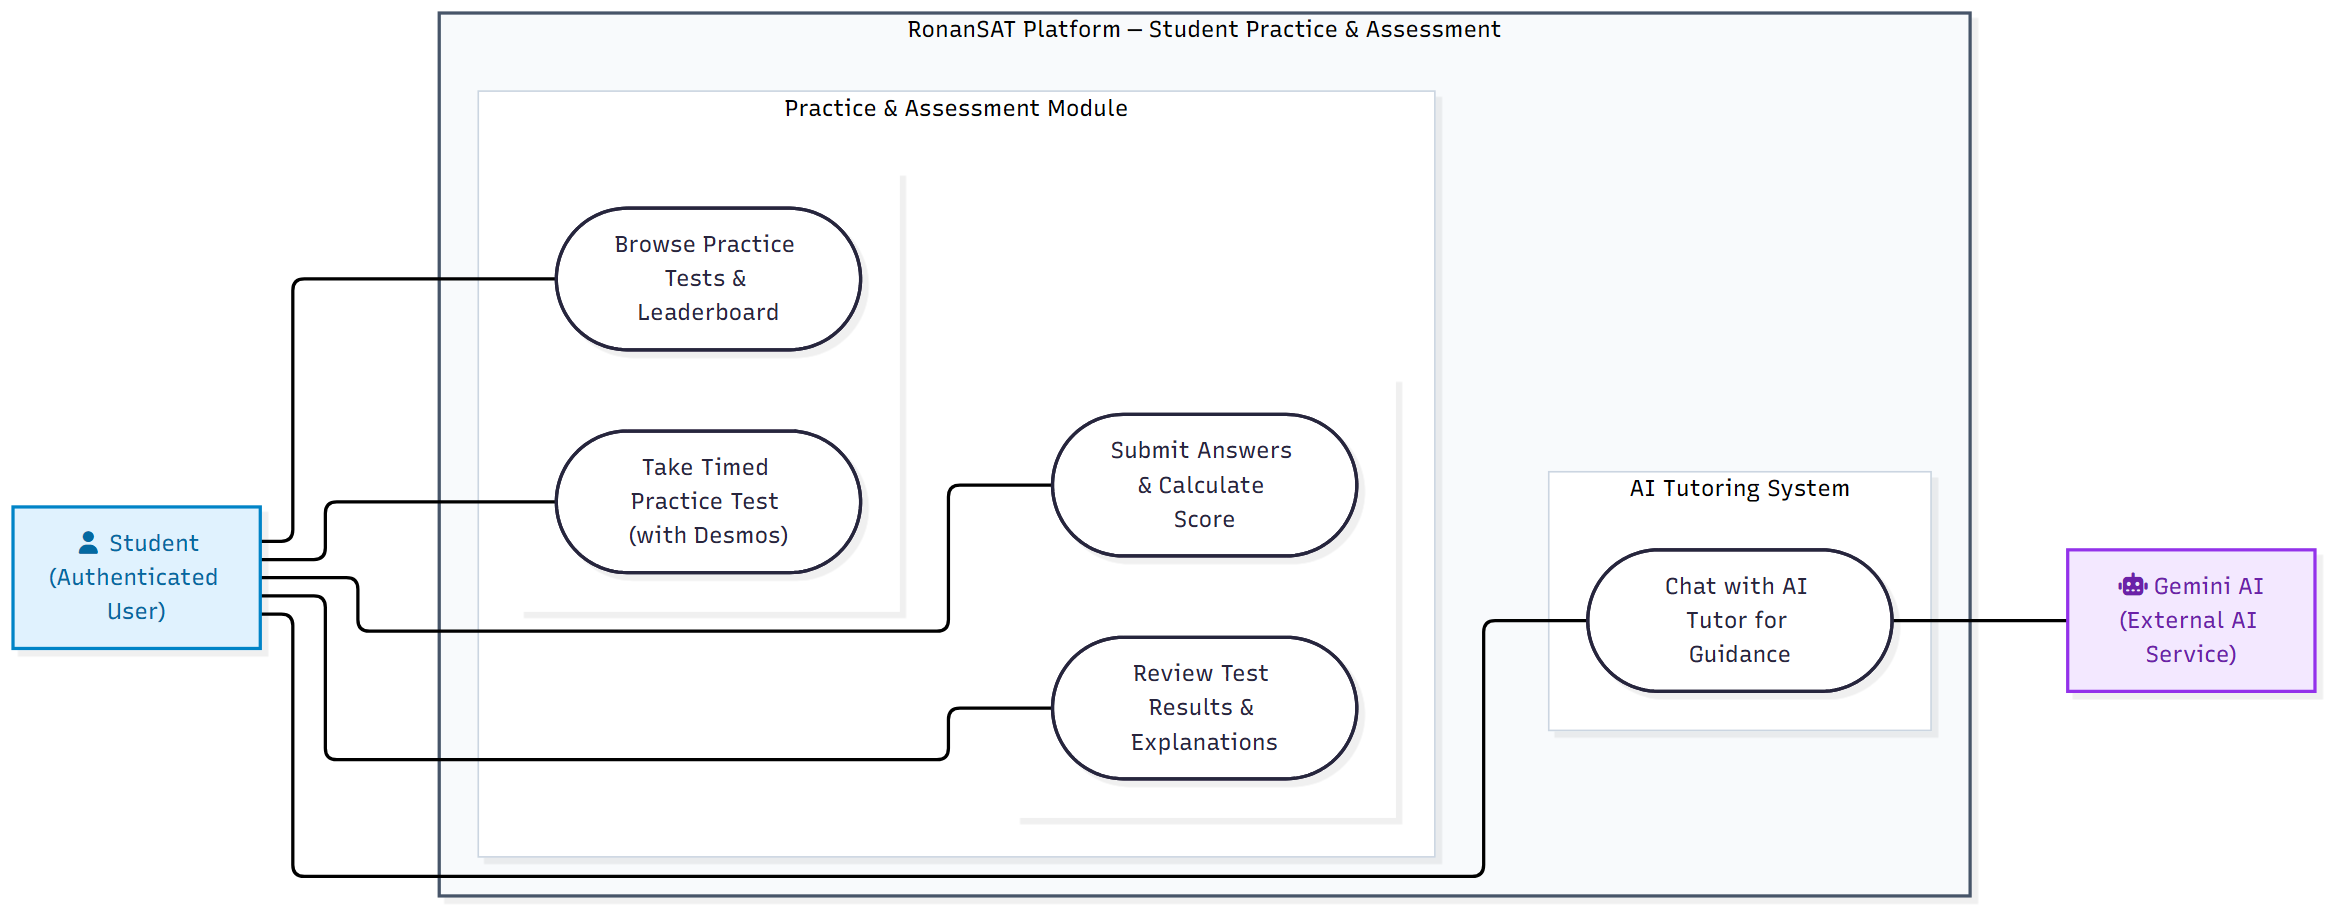 RonanSAT Platform – Student Practice & Assessment
Practice & Assessment Module
Browse Practice
Tests &
Leaderboard
Take Timed
Practice Test
(with Desmos)
Submit Answers
& Calculate
Score
Review Test
Results &
Explanations
AI Tutoring System
Chat with AI
Tutor for
Guidance
Student
(Authenticated
User)
Gemini AI
(External AI
Service)